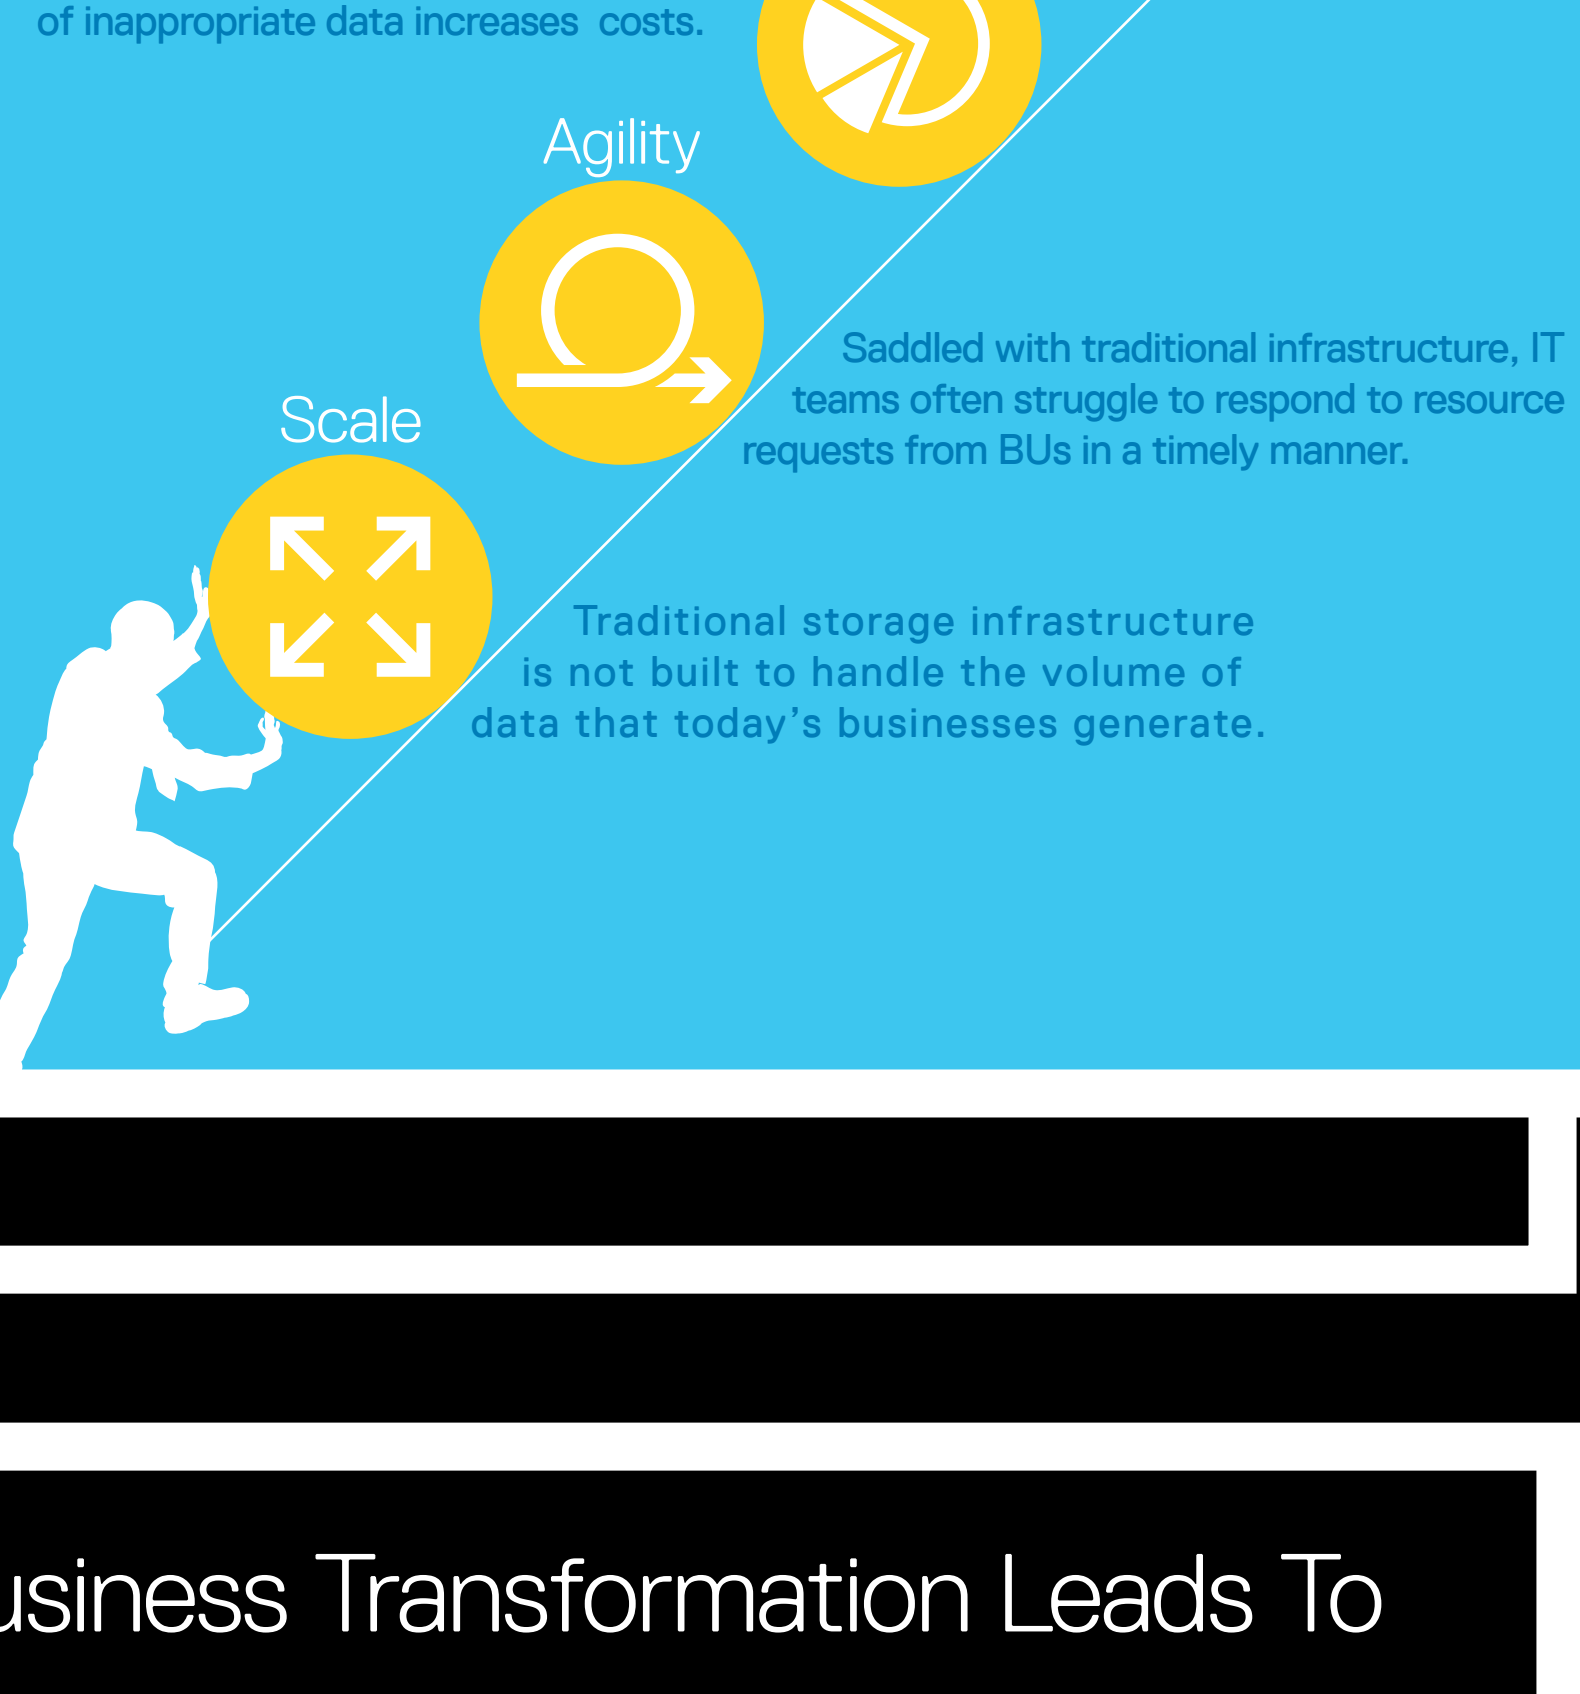 of inappropriate data increases costs.
Agility
Saddled with traditional infrastructure, IT
teams often struggle to respond to resource
requests from BUs in a timely manner.
Scale
Traditional storage infrastructure
is not built to handle the volume of
data that today’s businesses generate.
Transformation Leads To